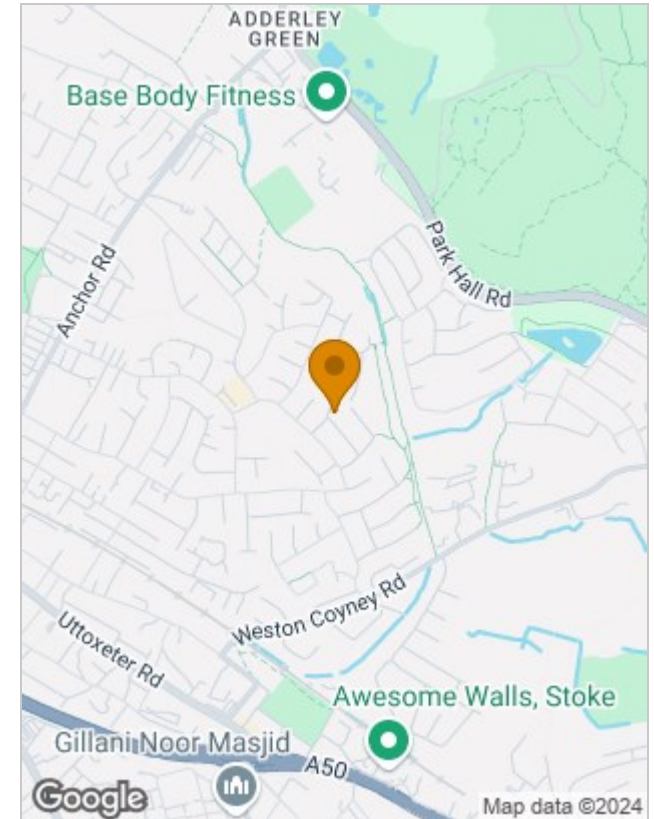 ADDERLEY
GREEN
Base Body Fitness
Anchor Rd
Park Hall Rd
Weston Coyney Rd
Uttoxeter Rd
Awesome Walls, Stoke
Gillani Noor Masjid
A50
Google
Map data ©2024